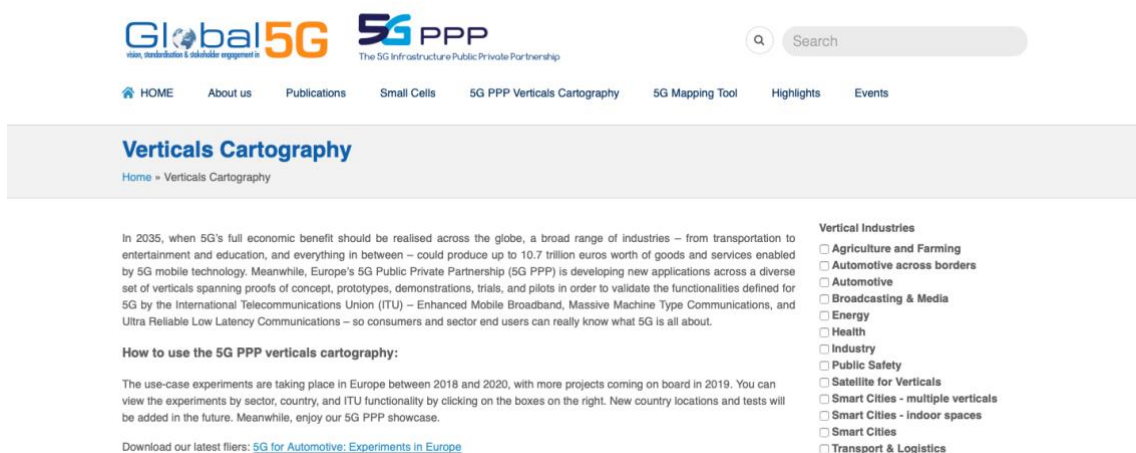 Global5G
vision, standardisation & stakeholder engagement in
5G PPP
The 5G Infrastructure Public Private Partnership
Search
HOME About us Publications Small Cells 5G PPP Verticals Cartography 5G Mapping Tool Highlights Events
Verticals Cartography
Home » Verticals Cartography
In 2035, when 5G's full economic benefit should be realised across the globe, a broad range of industries – from transportation to
entertainment and education, and everything in between – could produce up to 10.7 trillion euros worth of goods and services enabled
by 5G mobile technology. Meanwhile, Europe's 5G Public Private Partnership (5G PPP) is developing new applications across a diverse
set of verticals spanning proofs of concept, prototypes, demonstrations, trials, and pilots in order to validate the functionalities defined for
5G by the International Telecommunications Union (ITU) – Enhanced Mobile Broadband, Massive Machine Type Communications, and
Ultra Reliable Low Latency Communications – so consumers and sector end users can really know what 5G is all about.
How to use the 5G PPP verticals cartography:
The use-case experiments are taking place in Europe between 2018 and 2020, with more projects coming on board in 2019. You can
view the experiments by sector, country, and ITU functionality by clicking on the boxes on the right. New country locations and tests will
be added in the future. Meanwhile, enjoy our 5G PPP showcase.
Download our latest fliers: 5G for Automotive: Experiments in Europe
Vertical Industries
Agriculture and Farming
Automotive across borders
Automotive
Broadcasting & Media
Energy
Health
Industry
Public Safety
Satellite for Verticals
Smart Cities - multiple verticals
Smart Cities - indoor spaces
Smart Cities
Transport & Logistics